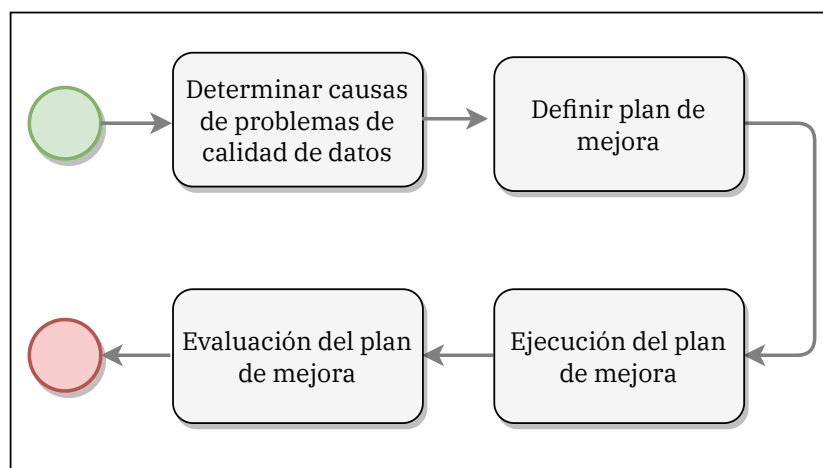 Determinar causas
de problemas de
calidad de datos
Definir plan de
mejora
Evaluación del plan
de mejora
Ejecución del plan
de mejora